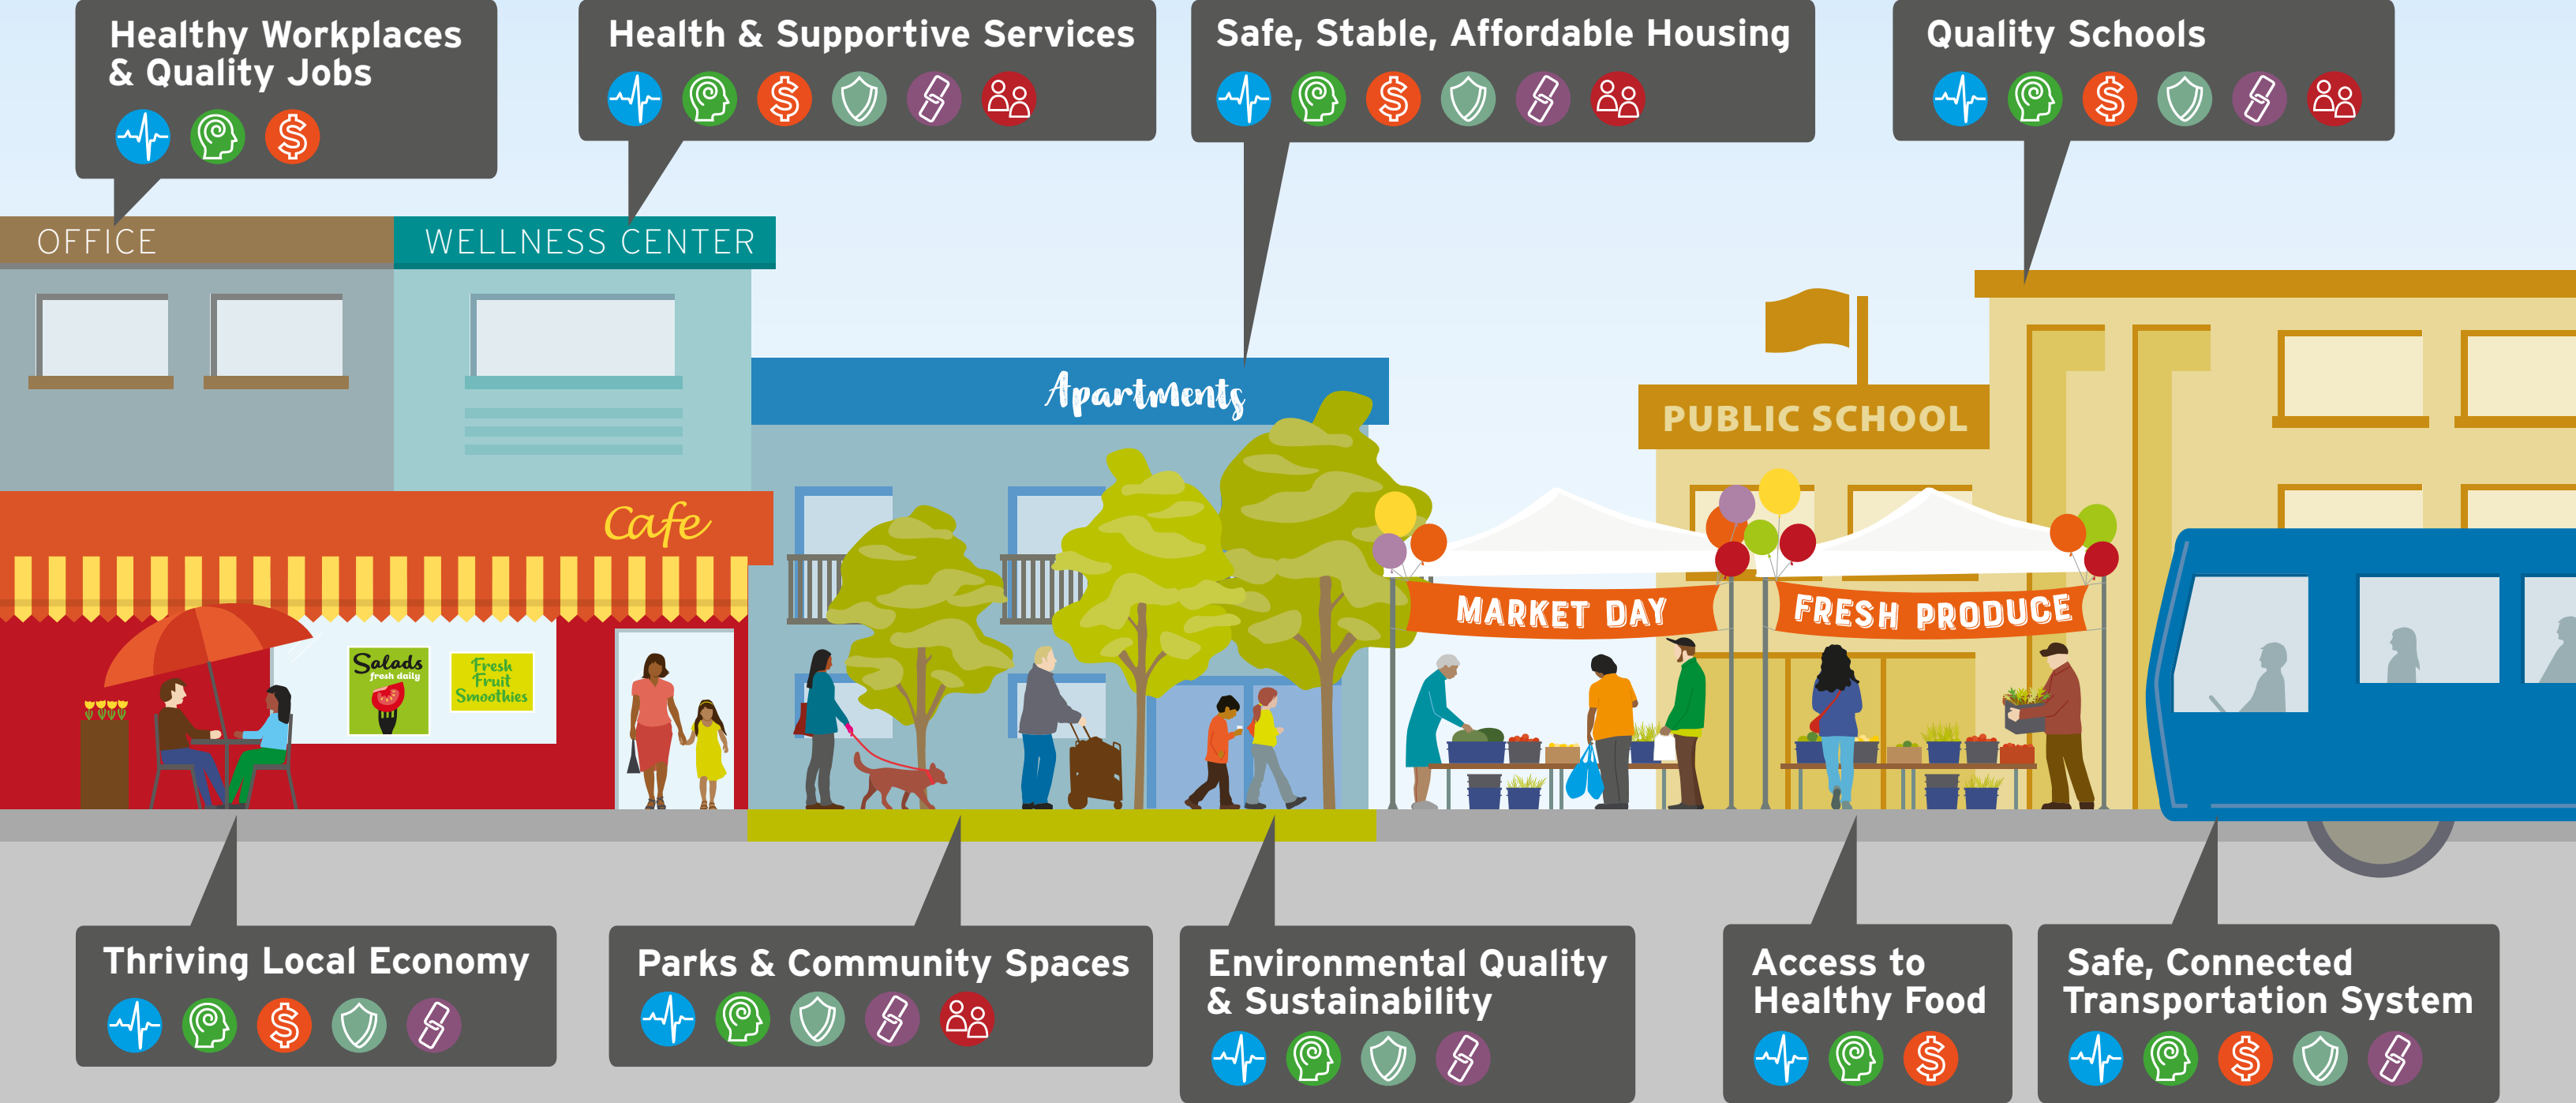 Healthy Workplaces
& Quality Jobs
Health & Supportive Services
Safe, Stable, Affordable Housing
Quality Schools
OFFICE
WELLNESS CENTER
Apartments
PUBLIC SCHOOL
Cafe
MARKET DAY
FRESH PRODUCE
Salads
fresh daily
Fresh
Fruit
Smoothies
Thriving Local Economy
Parks & Community Spaces
Environmental Quality
& Sustainability
Access to
Healthy Food
Safe, Connected
Transportation System